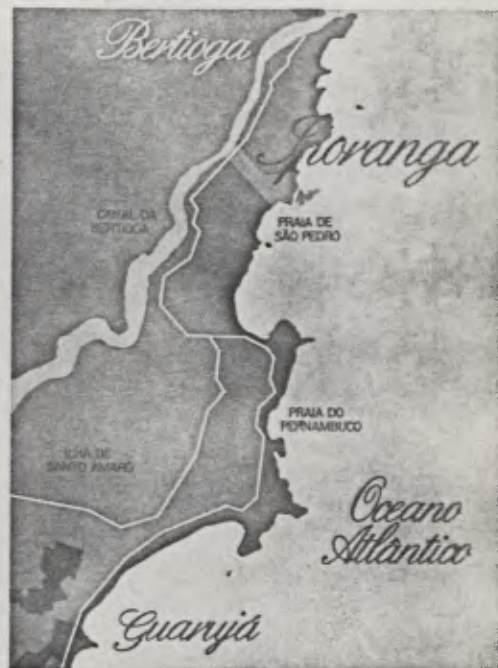 Bertioga
Iporanga
CANAL DA
BERTIOGA
PRAIA DE
SÃO PEDRO
PRAIA DO
PERNAMBUCO
ILHA DE
SANTO AMARO
Oceano
Atlântico
Guarujá